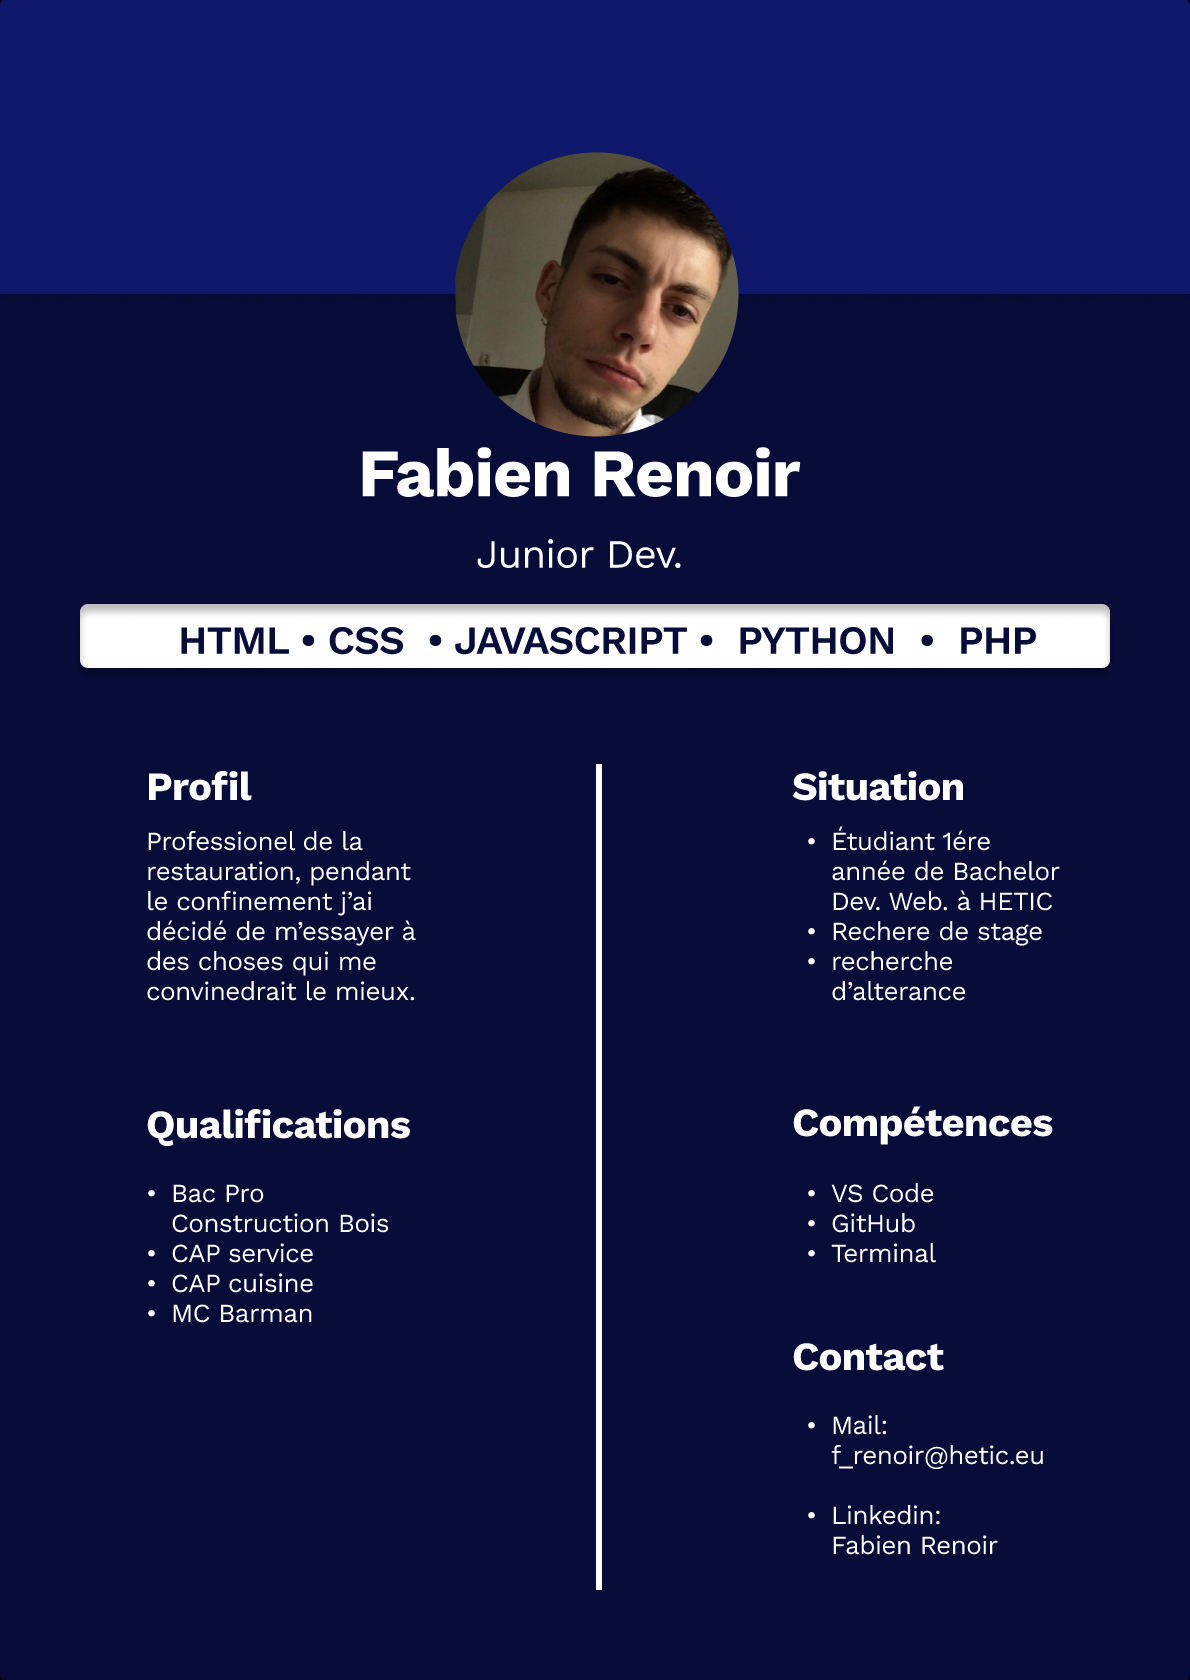 Fabien Renoir
Junior Dev.
HTML • CSS • JAVASCRIPT • PYTHON • PHP
Profil
Professionel de la
restauration, pendant
le confinement j’ai
décidé de m’essayer à
des choses qui me
convinedrait le mieux.
Qualifications
• Bac Pro
Construction Bois
• CAP service
• CAP cuisine
• MC Barman
Situation
• Étudiant 1ére
année de Bachelor
Dev. Web. à HETIC
• Rechere de stage
• recherche
d’alterance
Compétences
• VS Code
• GitHub
• Terminal
Contact
• Mail:
f_renoir@hetic.eu
• Linkedin:
Fabien Renoir